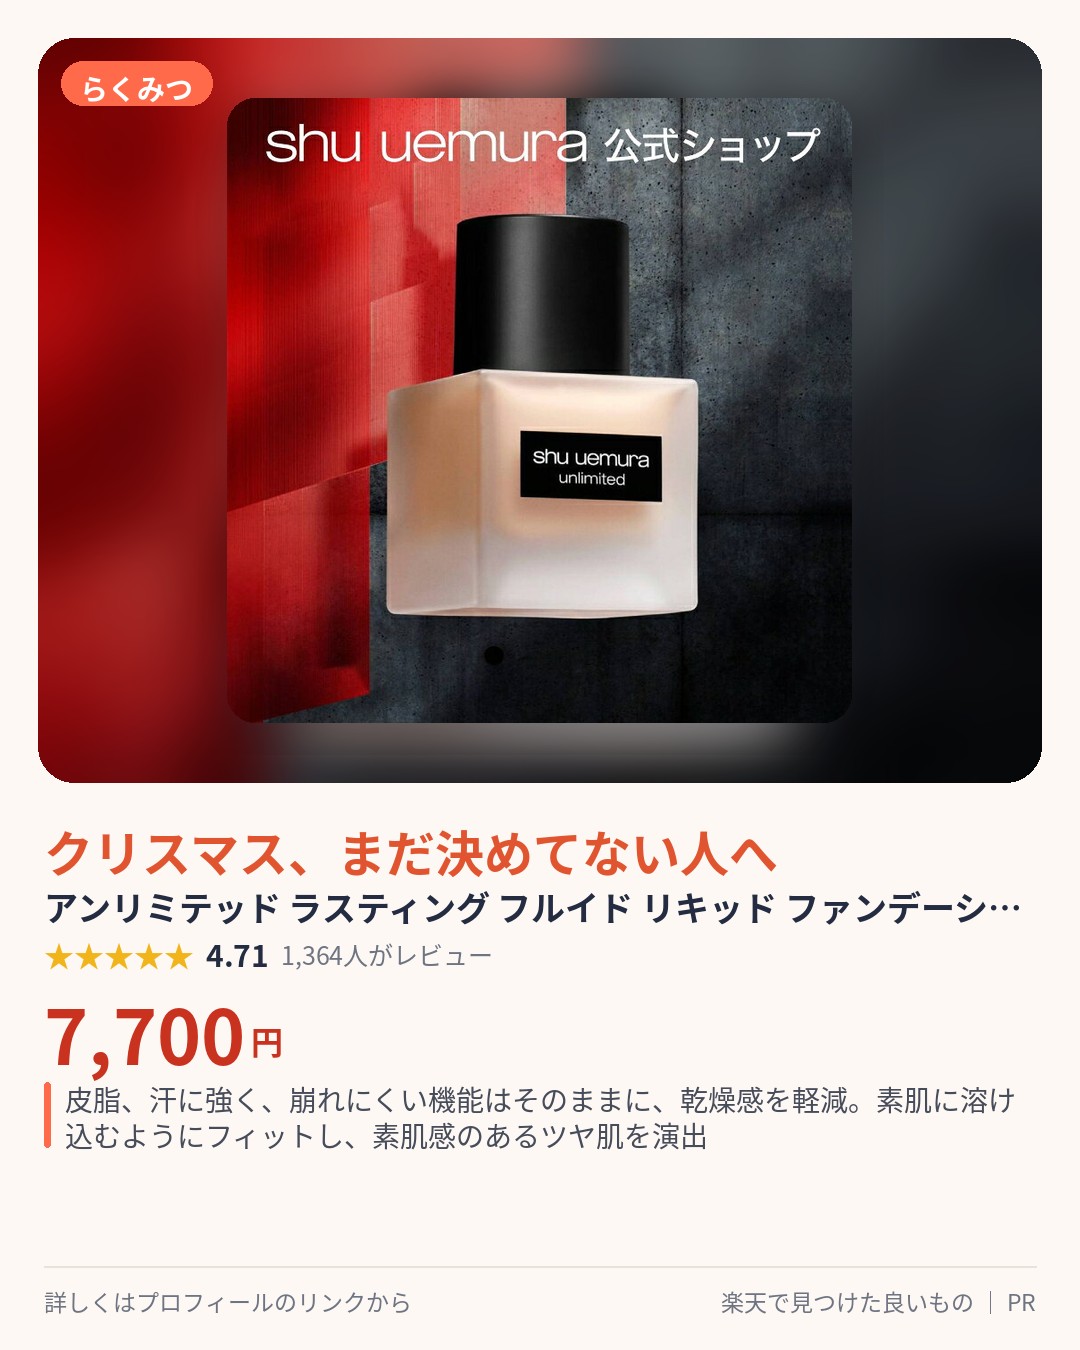 らくみつ
shu uemura 公式ショップ
shu uemura
unlimited
クリスマス、まだ決めてない人へ
アンリミテッド ラスティング フルイド リキッド ファンデーシ…
★★★★★ 4.71 1,364人がレビュー
7,700円
皮脂、汗に強く、崩れにくい機能はそのままに、乾燥感を軽減。素肌に溶け
込むようにフィットし、素肌感のあるツヤ肌を演出
詳しくはプロフィールのリンクから
楽天で見つけた良いもの ｜ PR